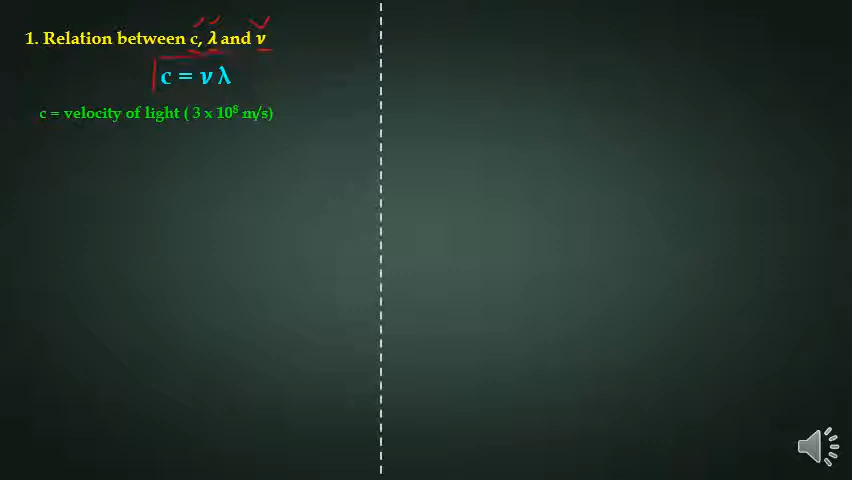 1. Relation between c, λ and ν
c = ν λ
c = velocity of light ( 3 x 10⁸ m/s)